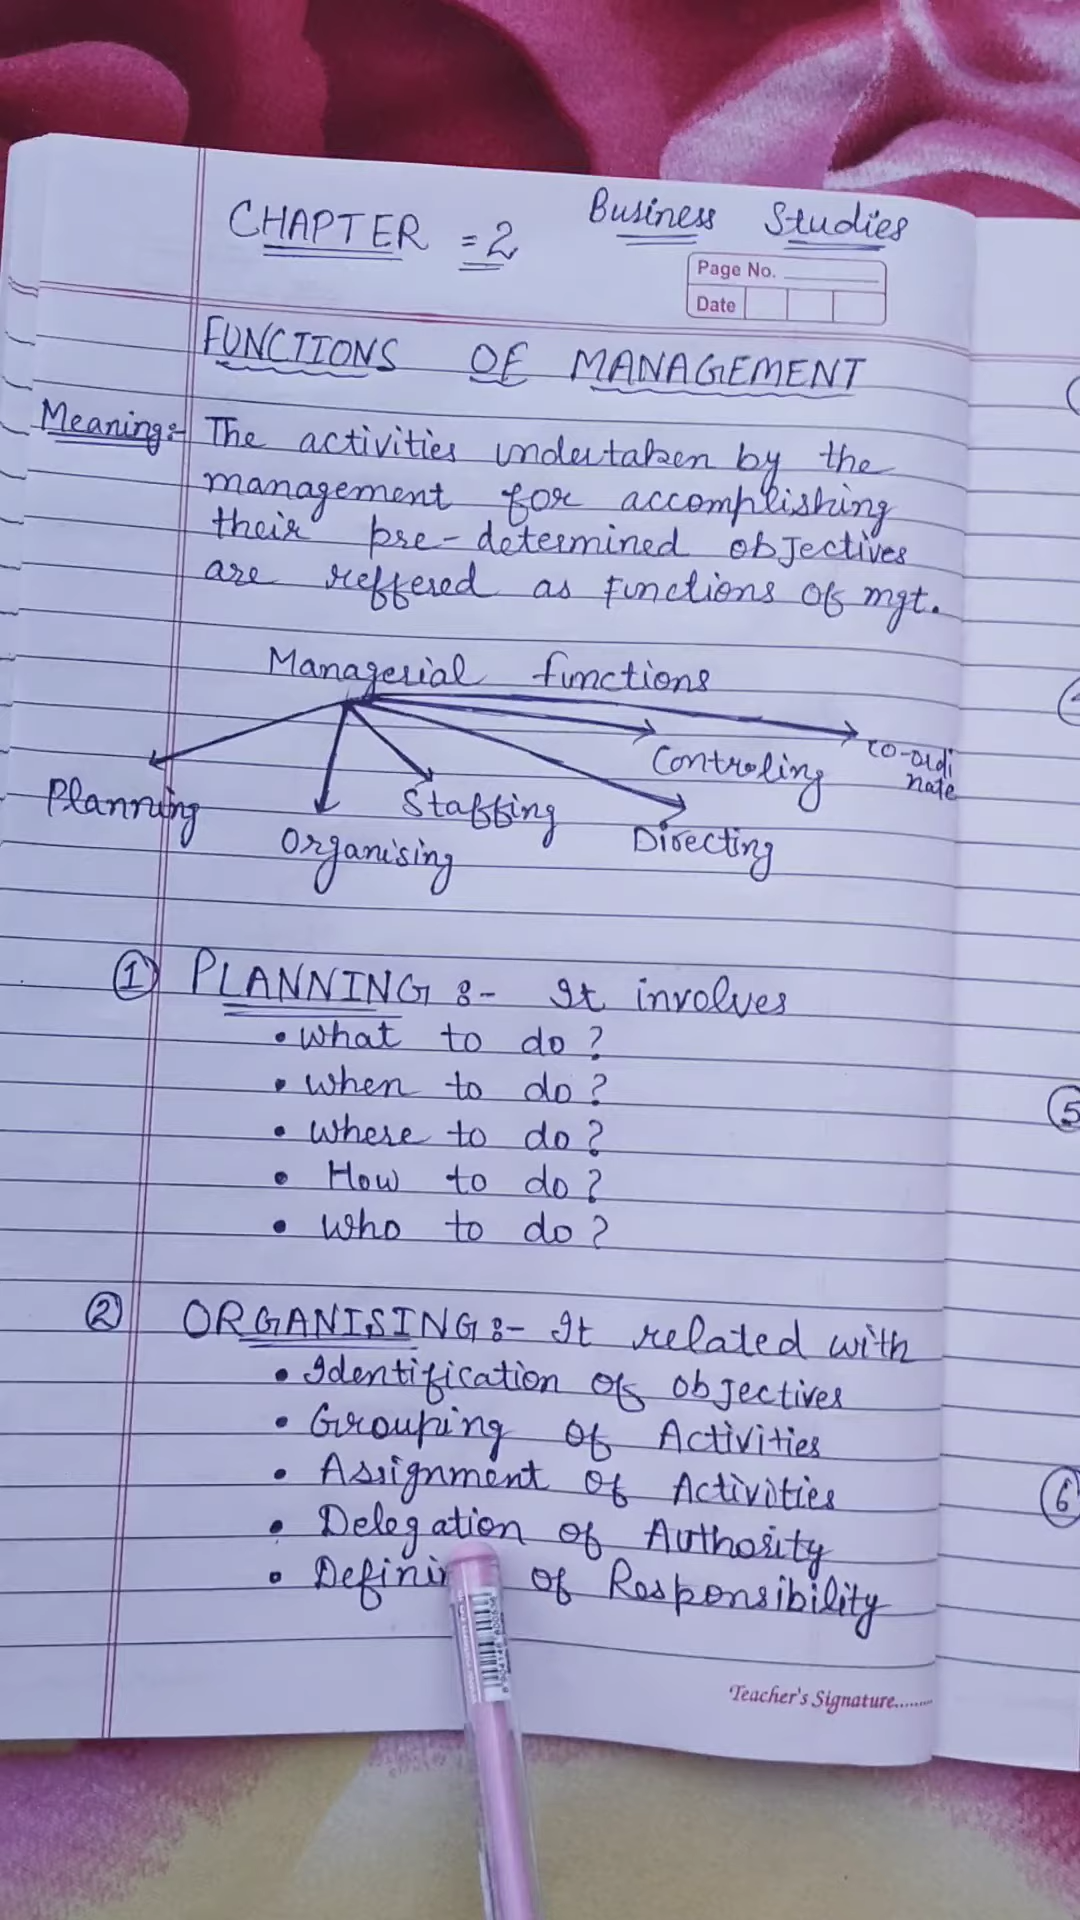 CHAPTER = 2 Business Studies
Page No.
Date
FUNCTIONS OF MANAGEMENT
Meaning:- The activities undertaken by the
management for accomplishing
their pre-determined objectives
are reffered as Functions of mgt.
Managerial functions
Planning Organising Staffing Directing Controling co-ordi
nate
① PLANNING :- It involves
• What to do?
• When to do?
• Where to do?
• How to do?
• Who to do?
② ORGANISING :- It related with
• Identification of objectives
• Grouping of Activities
• Assignment of Activities
• Delegation of Authority
• of Responsibility
Teacher's Signature........
5
6